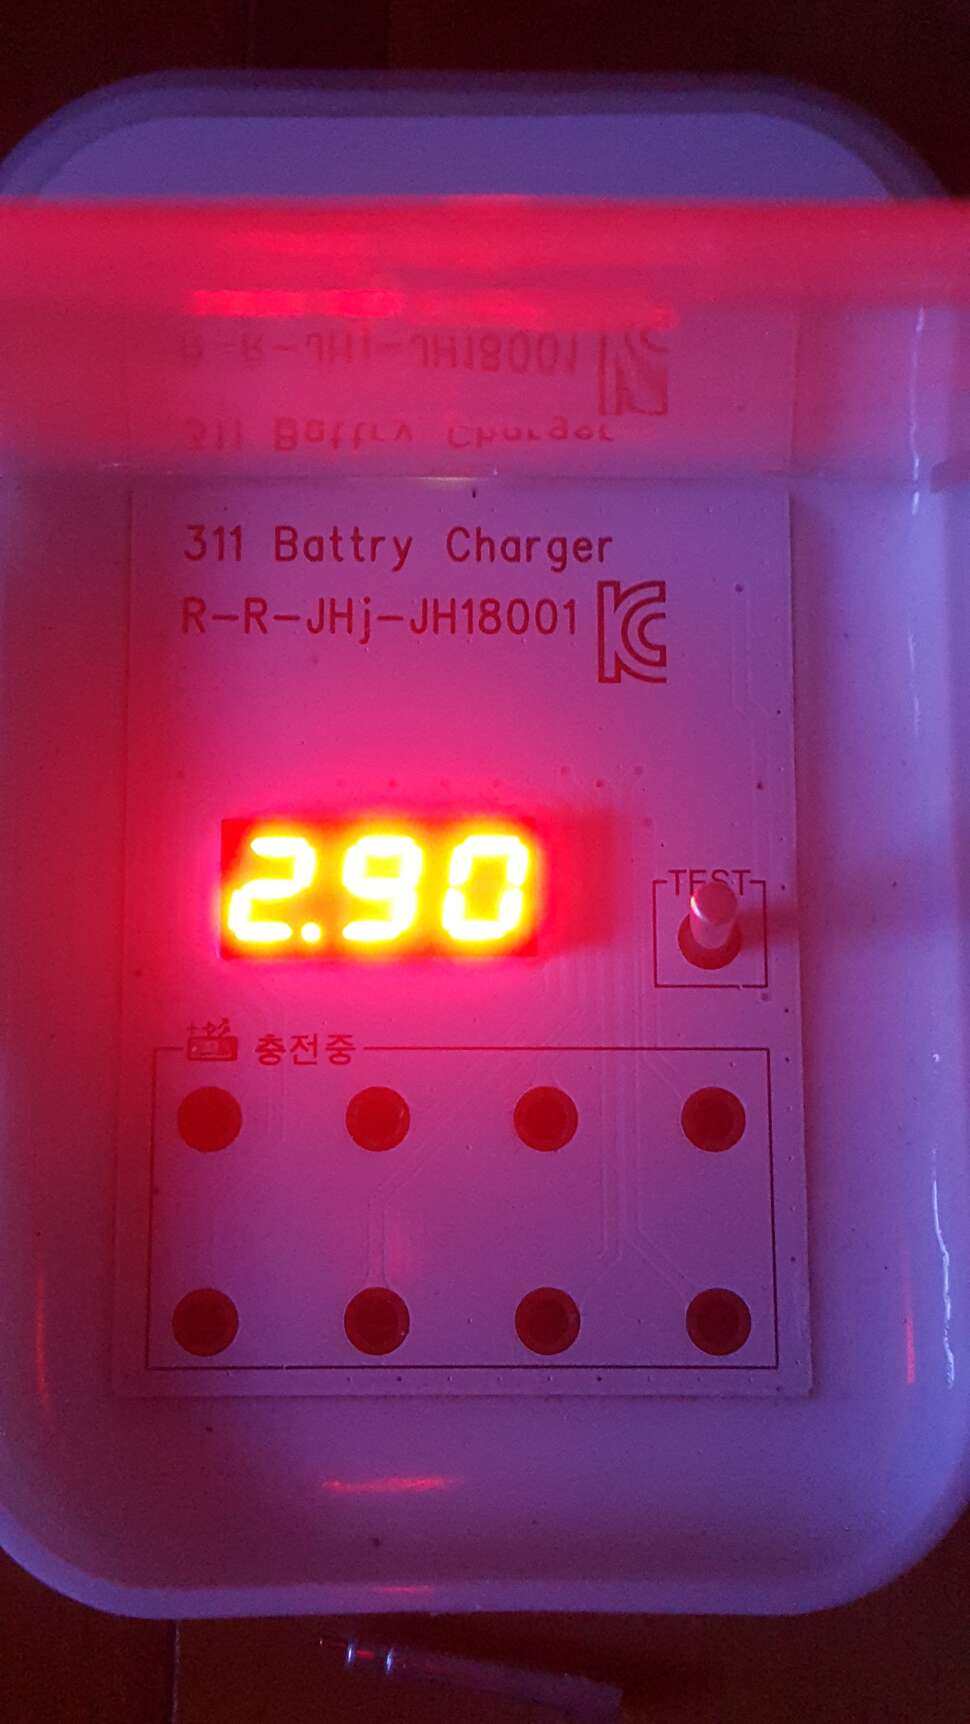 311 Battry Charger
R-R-JHj-JH18001
2.90
TEST
충전중